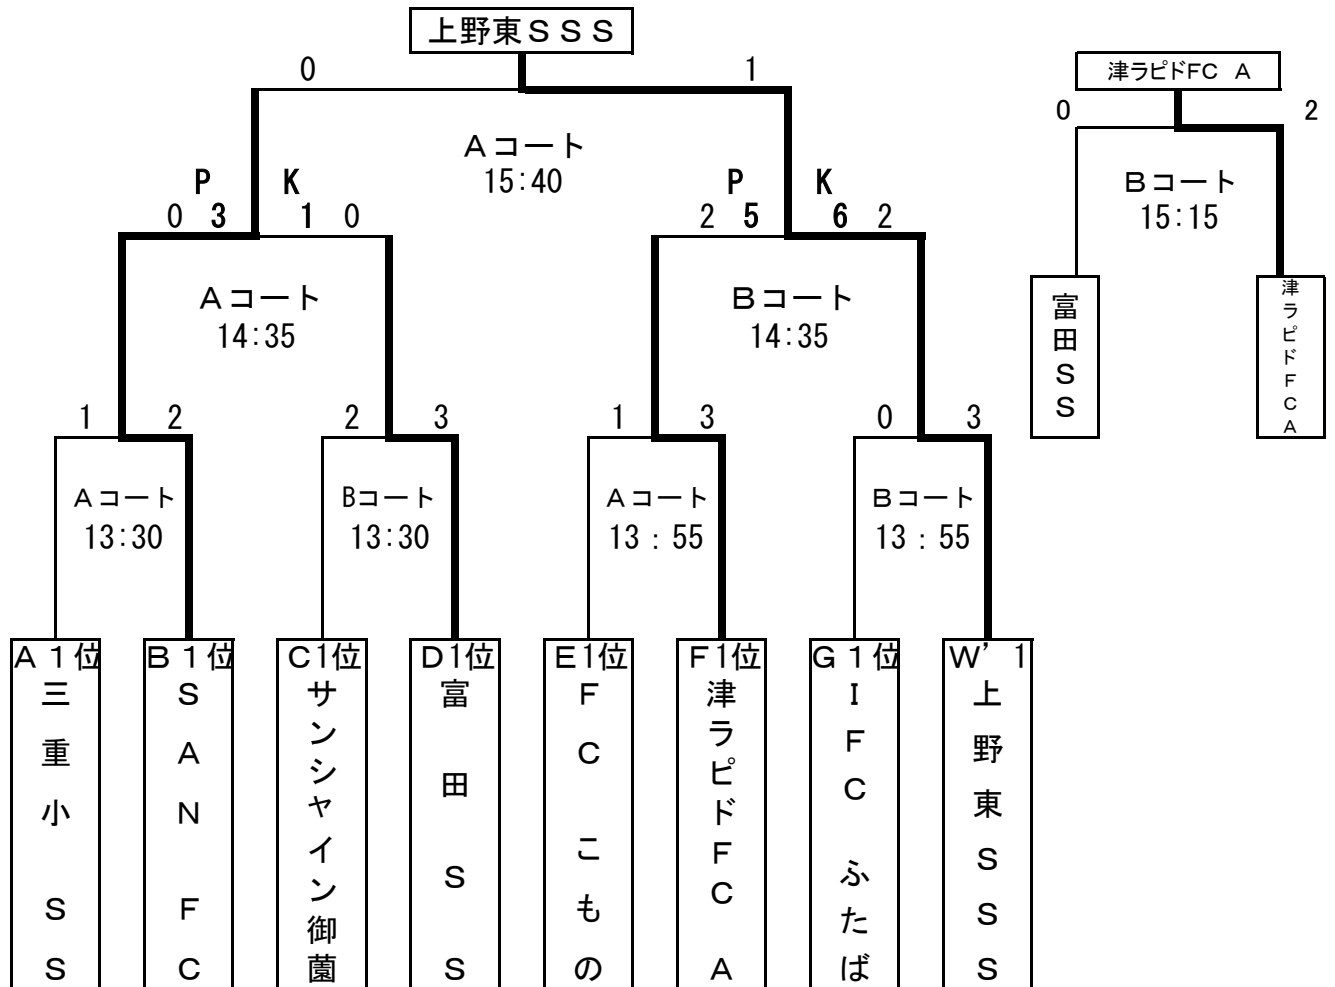 上野東ＳＳＳ
0 1
Ａコート
15:40
P K
0 3 1 0
P K
2 5 6 2
Ａコート
14:35
Ｂコート
14:35
1 2
2 3
1 3
0 3
Ａコート
13:30
Bコート
13:30
Ａコート
13：55
Ｂコート
13：55
Ａ１位
三重小　ＳＳ
Ｂ１位
ＳＡＮ　ＦＣ
Ｃ1位
サンシャイン御薗
Ｄ1位
富田ＳＳ
Ｅ1位
ＦＣ　こもの
Ｆ1位
津ラピドＦＣ　Ａ
Ｇ１位
ＩＦＣ　ふたば
Ｗ’1
上野東ＳＳＳ
津ラピドFC　A
0 2
Ｂコート
15:15
富田ＳＳ
津ラピドＦＣＡ